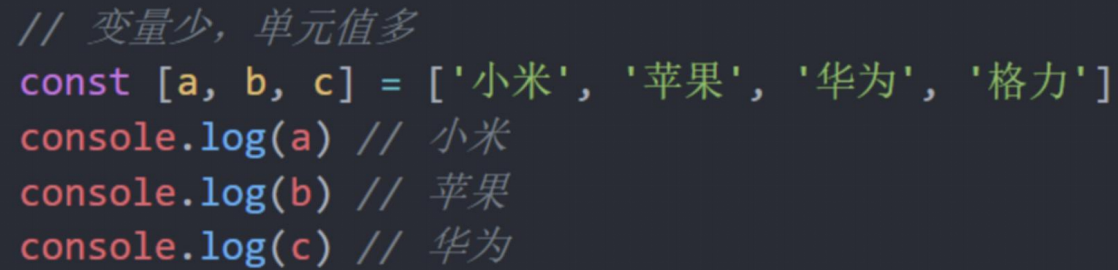 // 变量少，单元值多
const [a, b, c] = ['小米', '苹果', '华为', '格力']
console.log(a) // 小米
console.log(b) // 苹果
console.log(c) // 华为